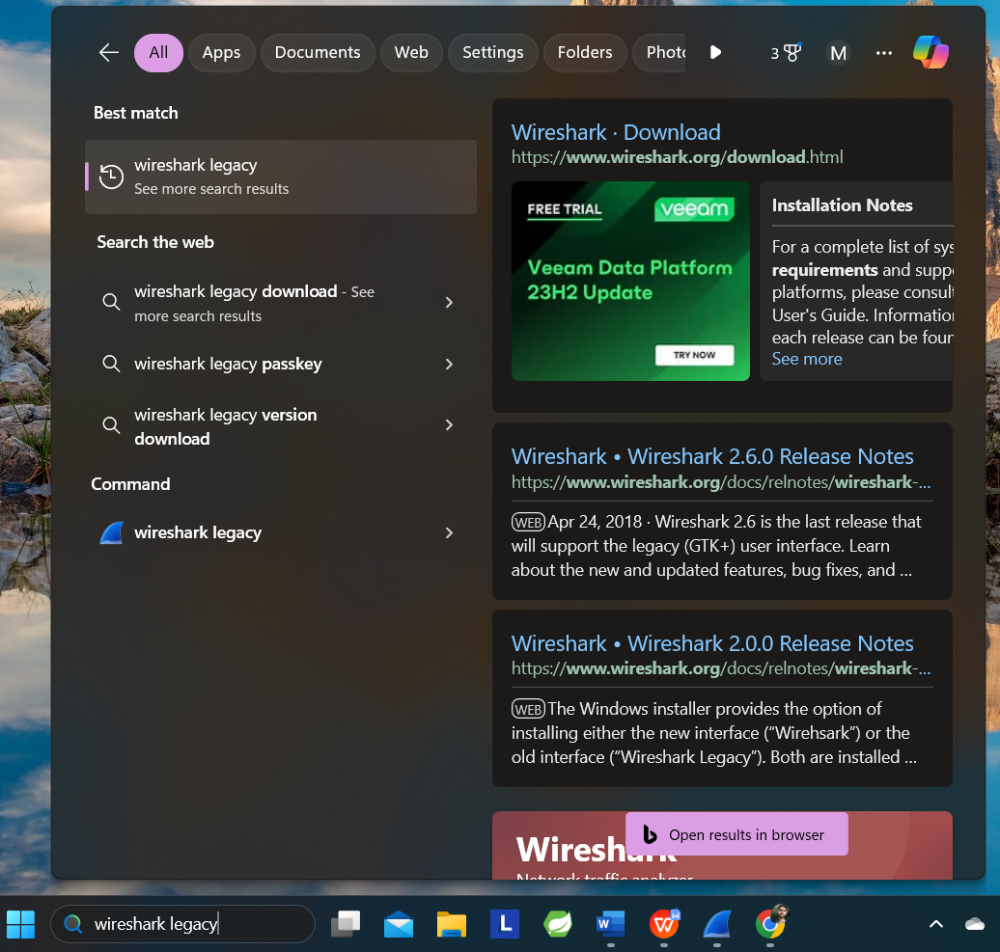 All
Apps
Documents
Web
Settings
Folders
Phot
3
M
Best match
wireshark legacy
See more search results
Search the web
wireshark legacy download - See
more search results
wireshark legacy passkey
wireshark legacy version
download
Command
wireshark legacy
Wireshark · Download
https://www.wireshark.org/download.html
FREE TRIAL
veeam
Veeam Data Platform
23H2 Update
TRY NOW
Installation Notes
For a complete list of sys
requirements and suppo
platforms, please consult
User's Guide. Information
each release can be foun
See more
Wireshark • Wireshark 2.6.0 Release Notes
https://www.wireshark.org/docs/relnotes/wireshark-...
WEB Apr 24, 2018 · Wireshark 2.6 is the last release that
will support the legacy (GTK+) user interface. Learn
about the new and updated features, bug fixes, and ...
Wireshark • Wireshark 2.0.0 Release Notes
https://www.wireshark.org/docs/relnotes/wireshark-...
WEB The Windows installer provides the option of
installing either the new interface (“Wirehsark”) or the
old interface (“Wireshark Legacy”). Both are installed ...
Wireshark
Network traffic analyzer
Open results in browser
wireshark legacy
L
W
W
W